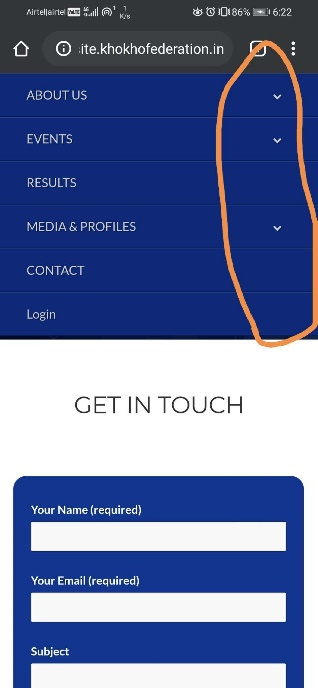 Airtel|airtel VoLTE 4G 1 K/s 86% 6:22
ite.khokhofederation.in
ABOUT US
EVENTS
RESULTS
MEDIA & PROFILES
CONTACT
Login
GET IN TOUCH
Your Name (required)
Your Email (required)
Subject